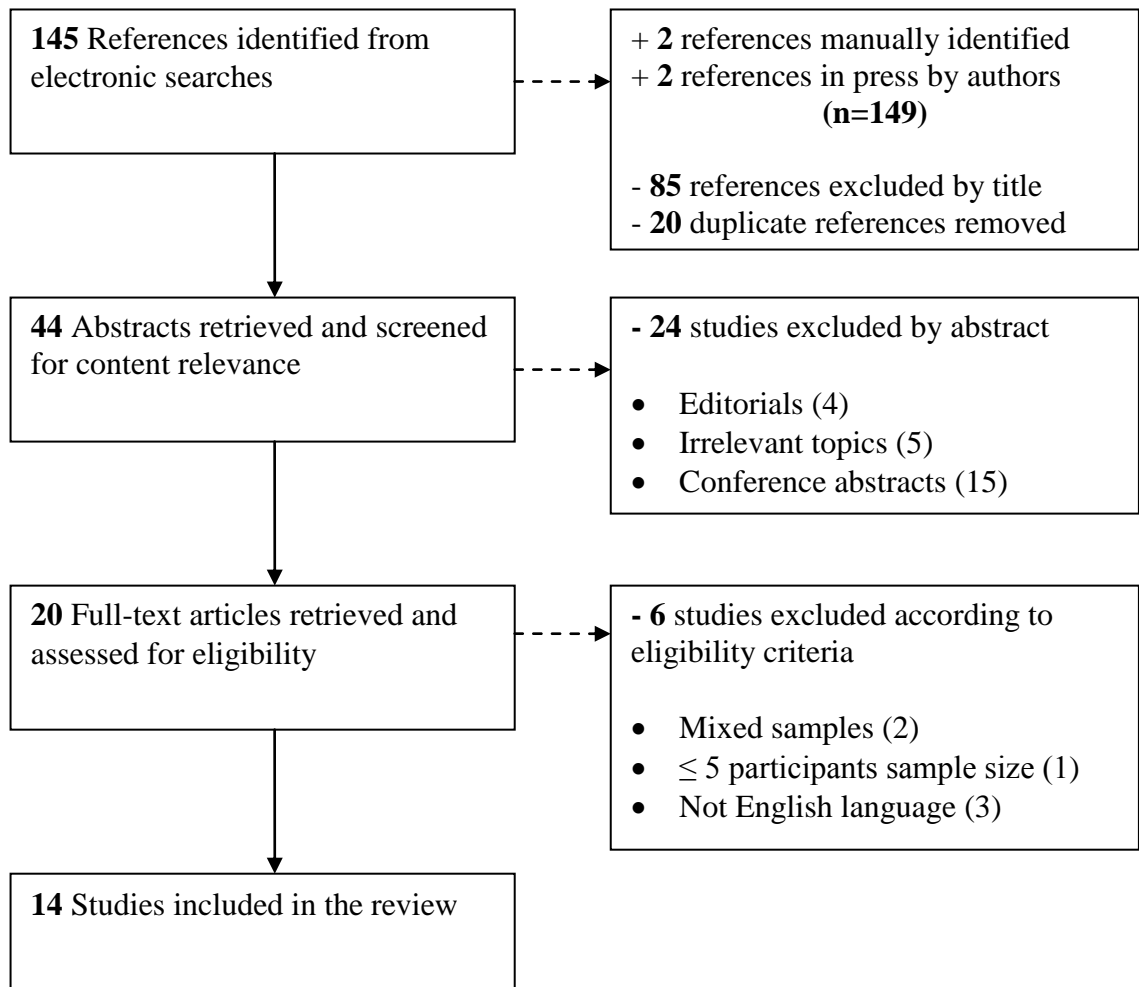 145 References identified from
electronic searches
+ 2 references manually identified
+ 2 references in press by authors
(n=149)
- 85 references excluded by title
- 20 duplicate references removed
44 Abstracts retrieved and screened
for content relevance
- 24 studies excluded by abstract
• Editorials (4)
• Irrelevant topics (5)
• Conference abstracts (15)
20 Full-text articles retrieved and
assessed for eligibility
- 6 studies excluded according to
eligibility criteria
• Mixed samples (2)
• ≤ 5 participants sample size (1)
• Not English language (3)
14 Studies included in the review